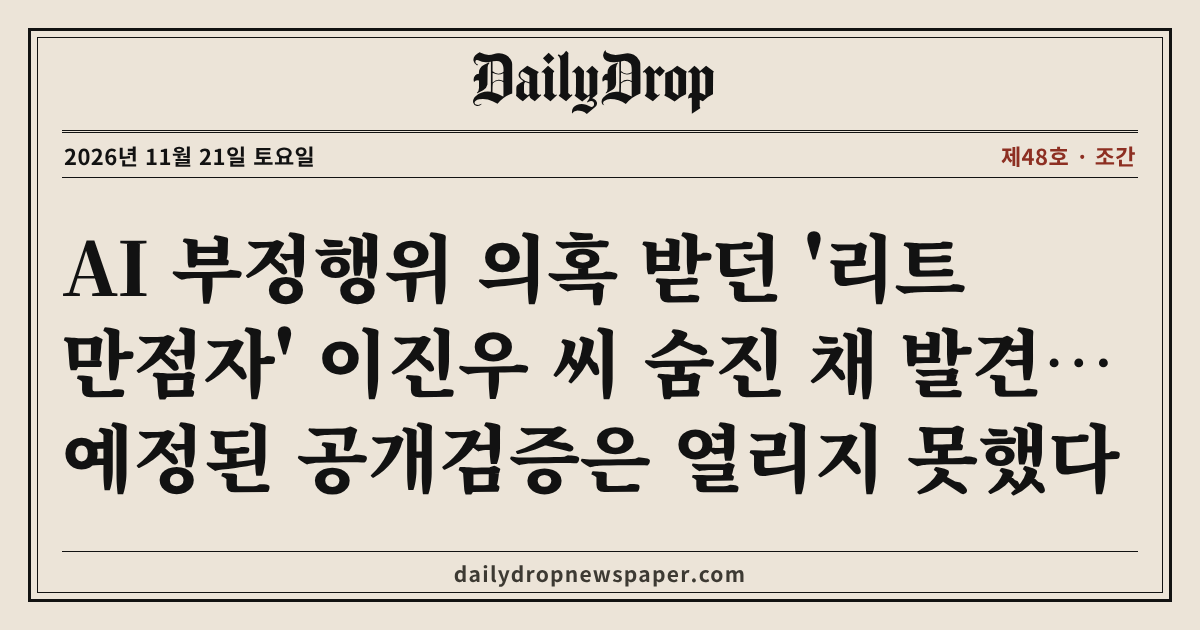 DailyDrop
2026년 11월 21일 토요일
제48호 · 조간
AI 부정행위 의혹 받던 '리트
만점자' 이진우 씨 숨진 채 발견…
예정된 공개검증은 열리지 못했다
dailydropnewspaper.com